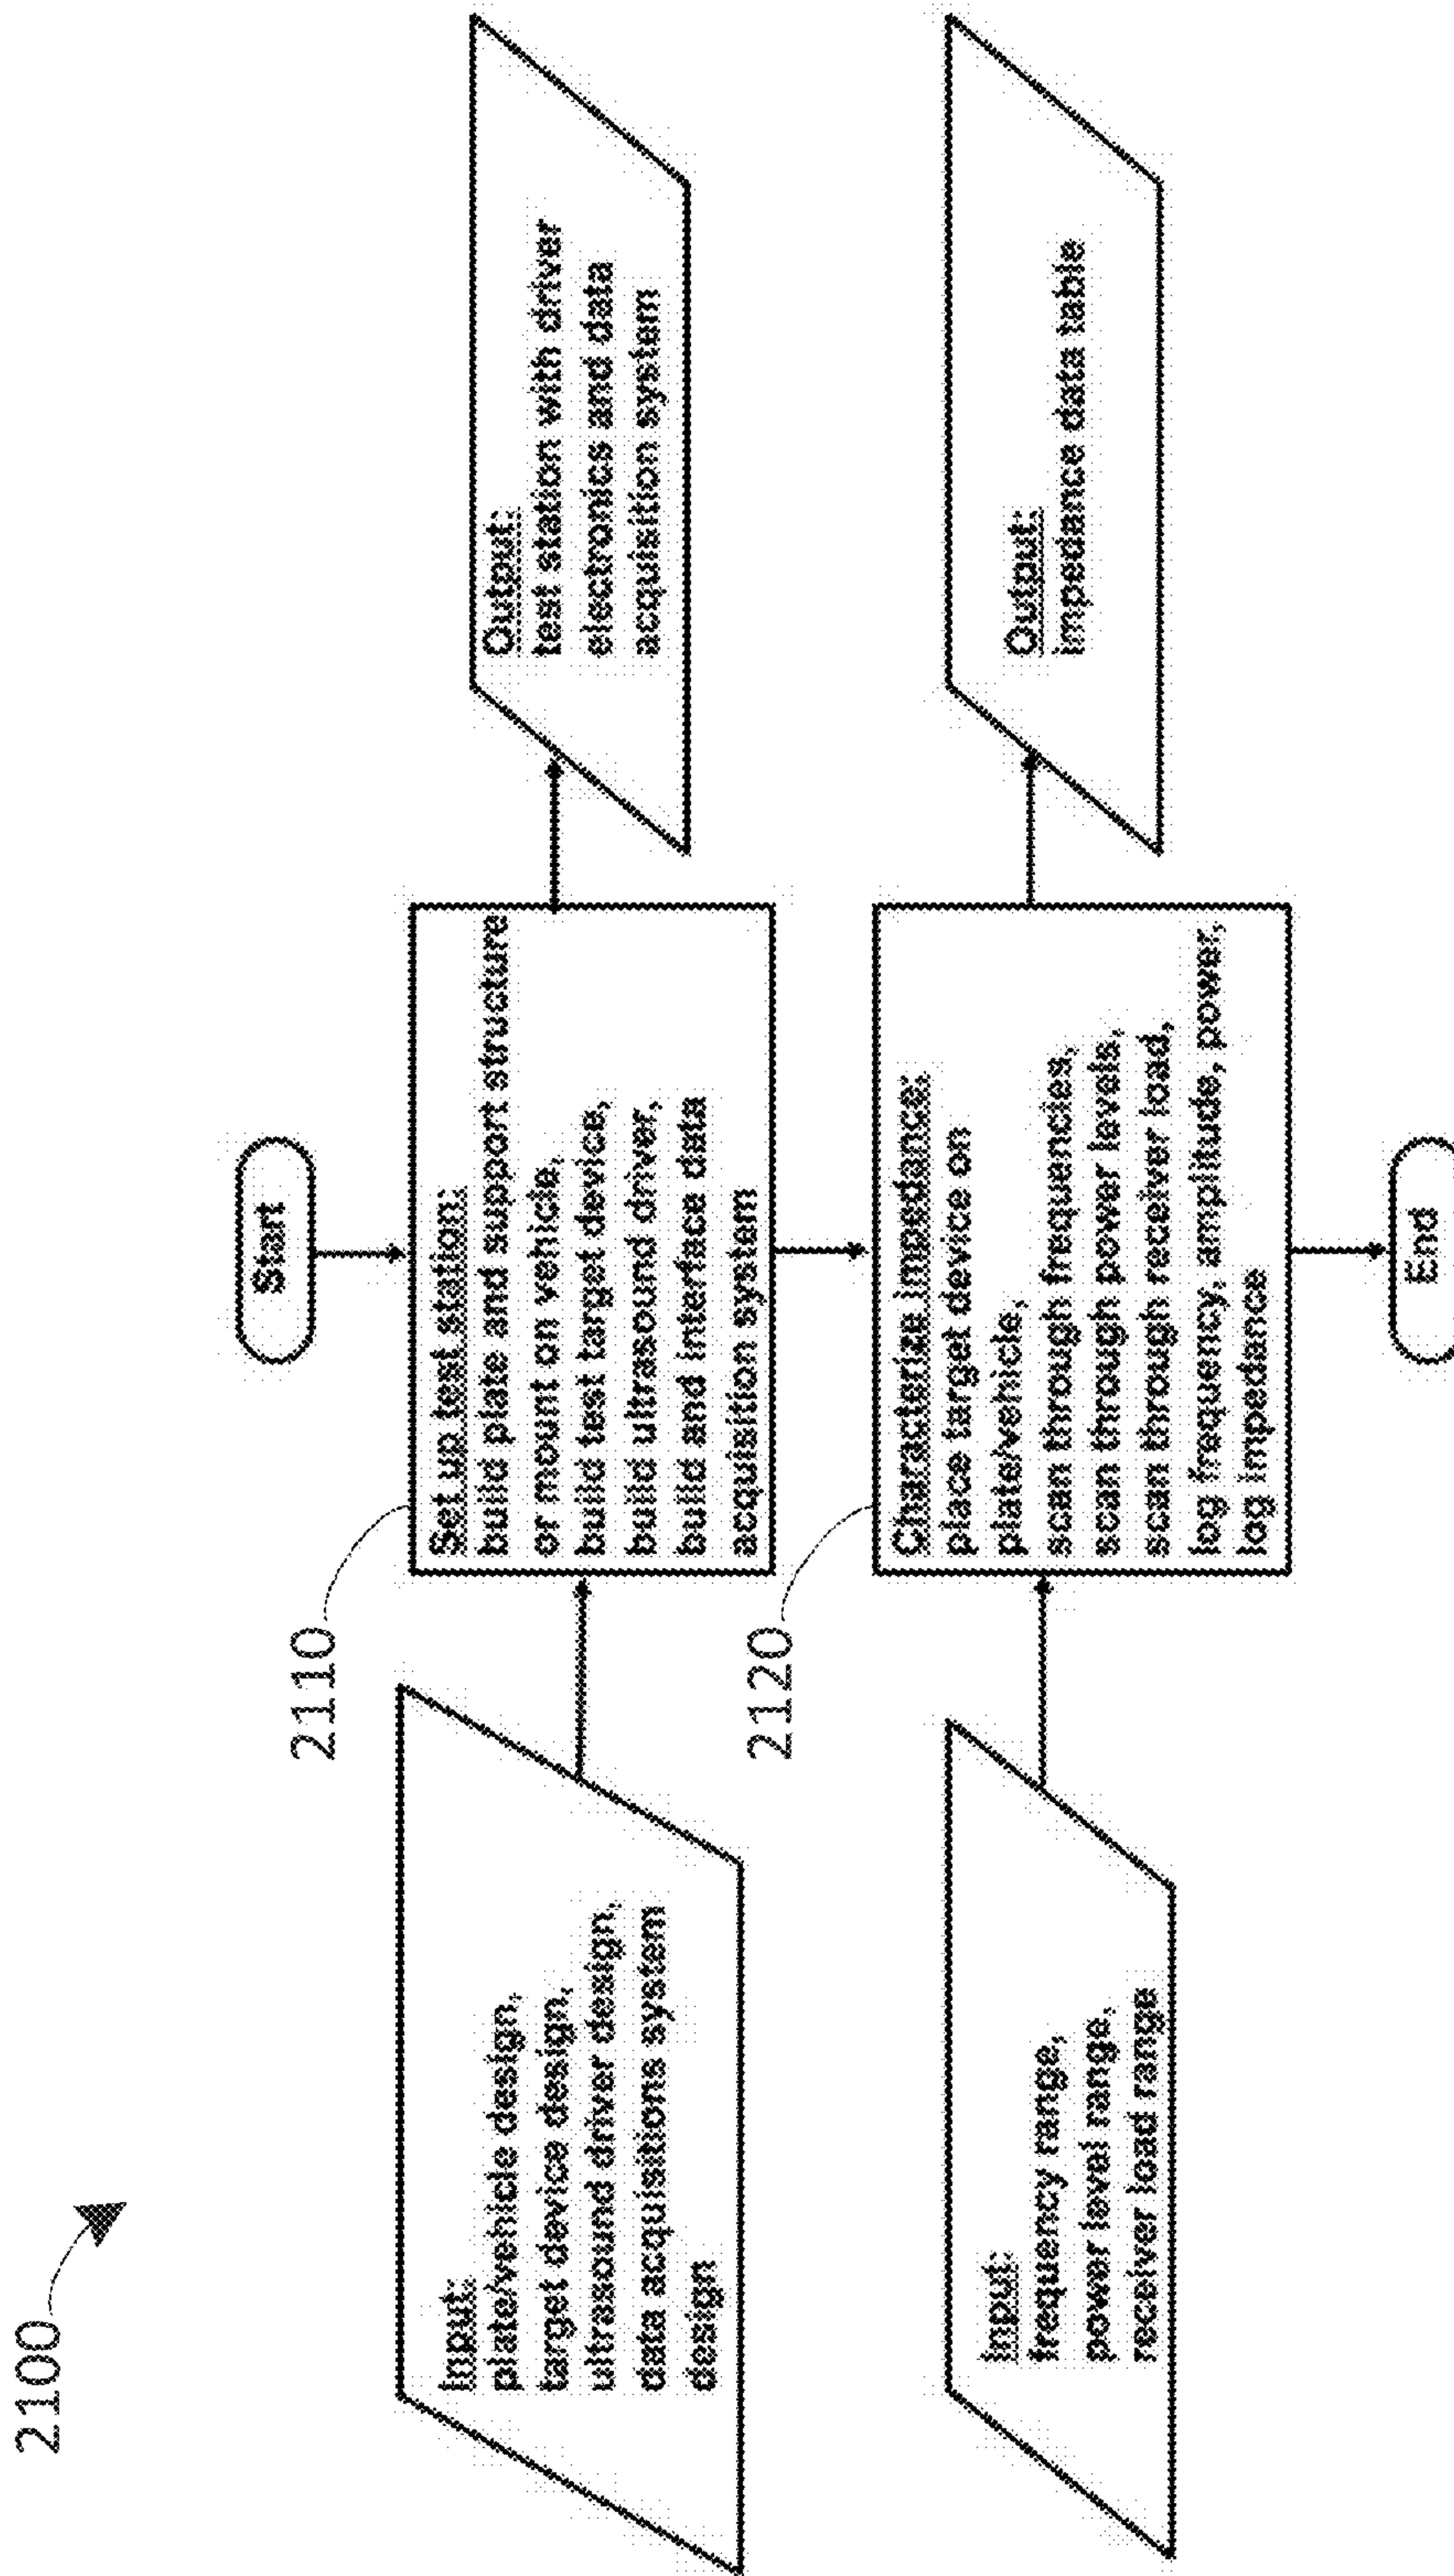 2100
Start
2110
Input:
plate/vehicle design,
target device design,
ultrasound driver design,
data acquisitions system
design
Set up test station:
build plate and support structure
or mount on vehicle,
build test target device,
build ultrasound driver,
build and interface data
acquisition system
Output:
test station with driver
electronics and data
acquisition system
2120
Input:
frequency range,
power level range,
receiver load range
Characterize impedance:
place target device on
plate/vehicle,
scan through frequencies,
scan through power levels,
scan through receiver load,
log frequency, amplitude, power,
log impedance
Output:
impedance data table
End